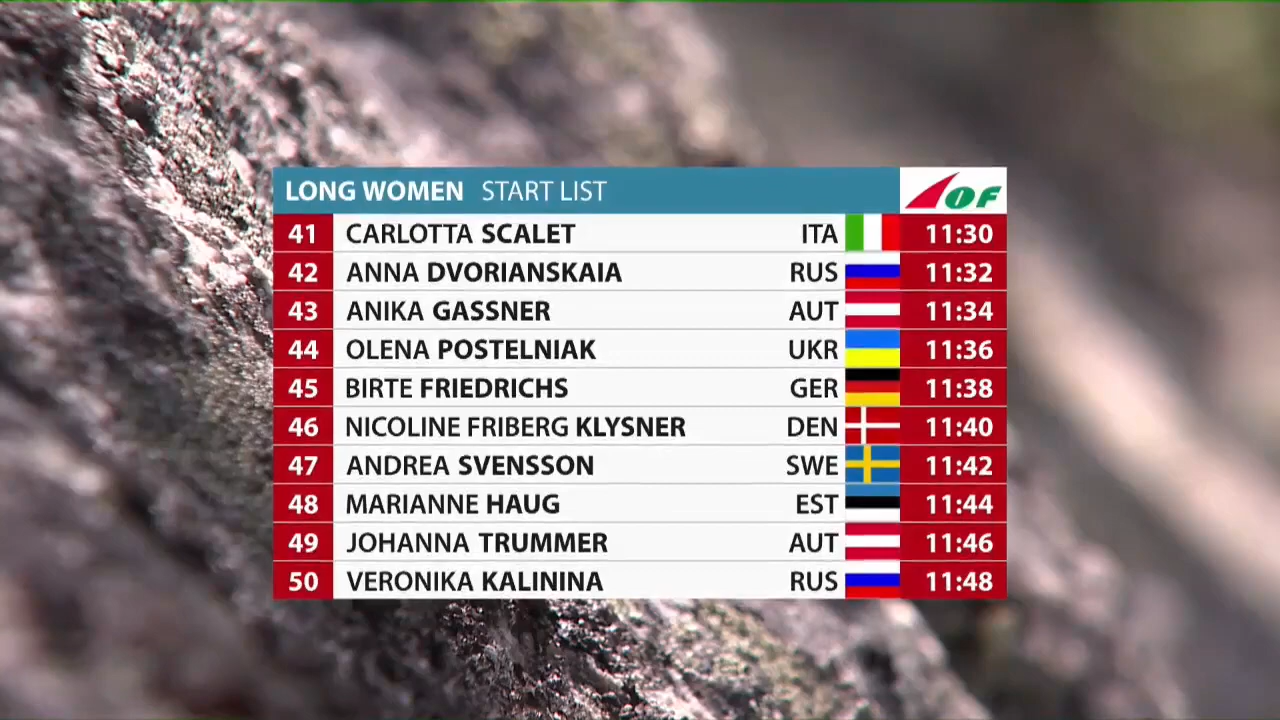 LONG WOMEN START LIST IOF
41 CARLOTTA SCALET ITA 11:30
42 ANNA DVORIANSKAIA RUS 11:32
43 ANIKA GASSNER AUT 11:34
44 OLENA POSTELNIAK UKR 11:36
45 BIRTE FRIEDRICHS GER 11:38
46 NICOLINE FRIBERG KLYSNER DEN 11:40
47 ANDREA SVENSSON SWE 11:42
48 MARIANNE HAUG EST 11:44
49 JOHANNA TRUMMER AUT 11:46
50 VERONIKA KALININA RUS 11:48